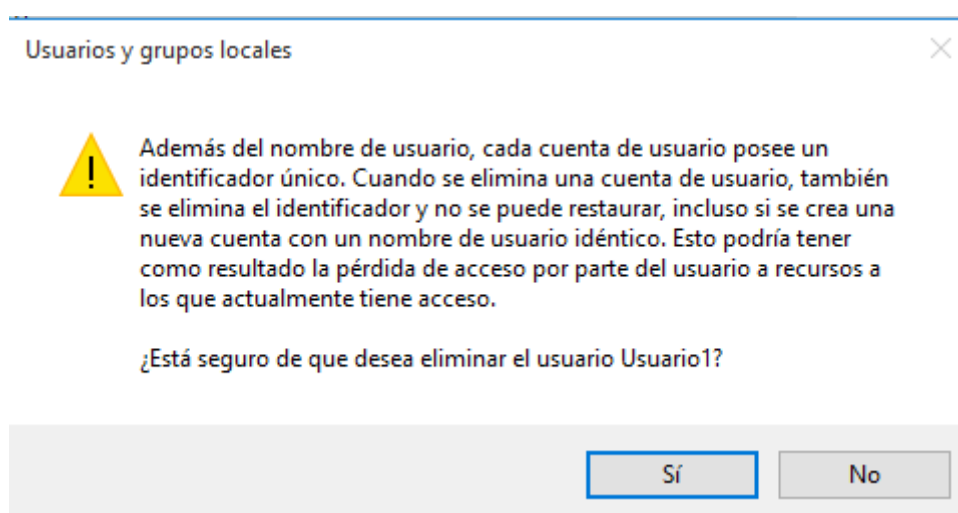 Usuarios y grupos locales
Además del nombre de usuario, cada cuenta de usuario posee un
identificador único. Cuando se elimina una cuenta de usuario, también
se elimina el identificador y no se puede restaurar, incluso si se crea una
nueva cuenta con un nombre de usuario idéntico. Esto podría tener
como resultado la pérdida de acceso por parte del usuario a recursos a
los que actualmente tiene acceso.
¿Está seguro de que desea eliminar el usuario Usuario1?
Sí
No